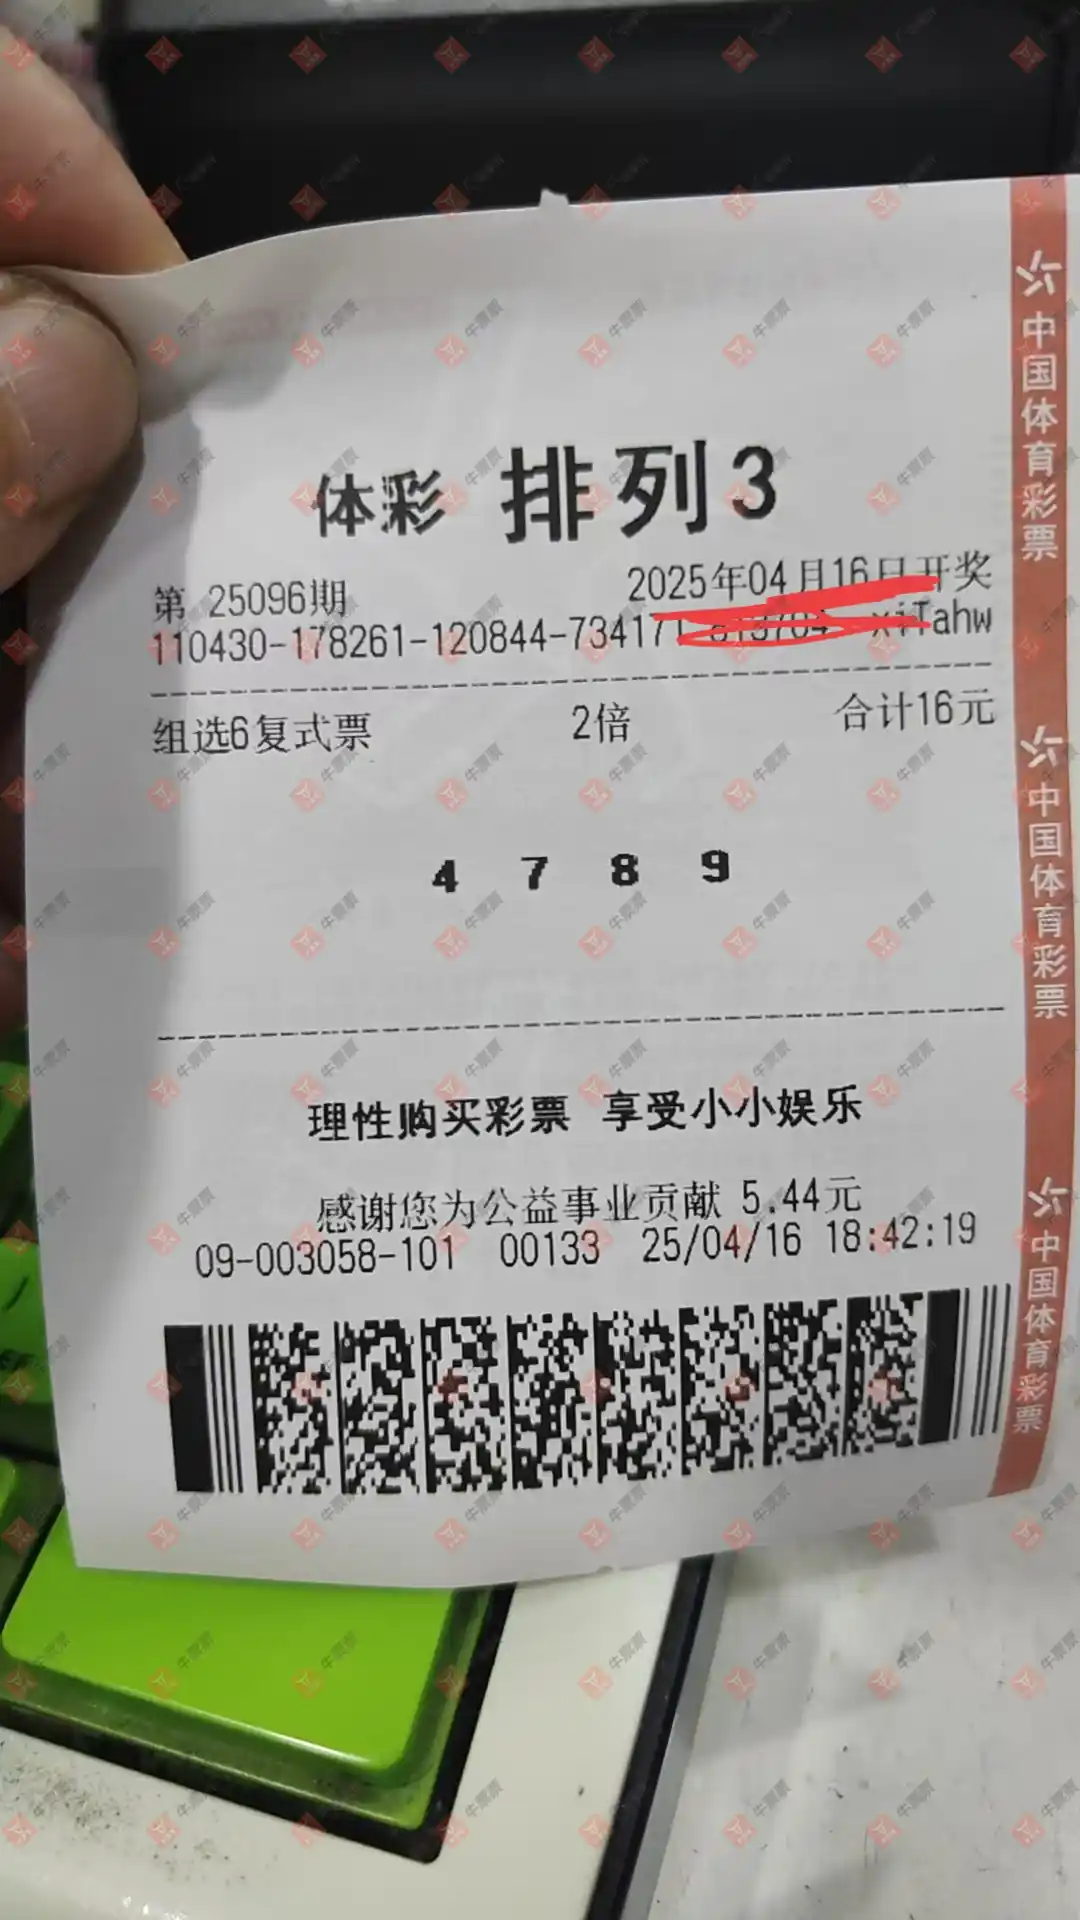 体彩 排列3
第 25096期 2025年04月16日开奖
110430-178261-120844-734171 xiTahw
组选6复式票 2倍 合计16元
4 7 8 9
理性购买彩票 享受小小娱乐
感谢您为公益事业贡献 5.44元
09-003058-101 00133 25/04/16 18:42:19
中国体育彩票
中国体育彩票
中国体育彩票
牛票票